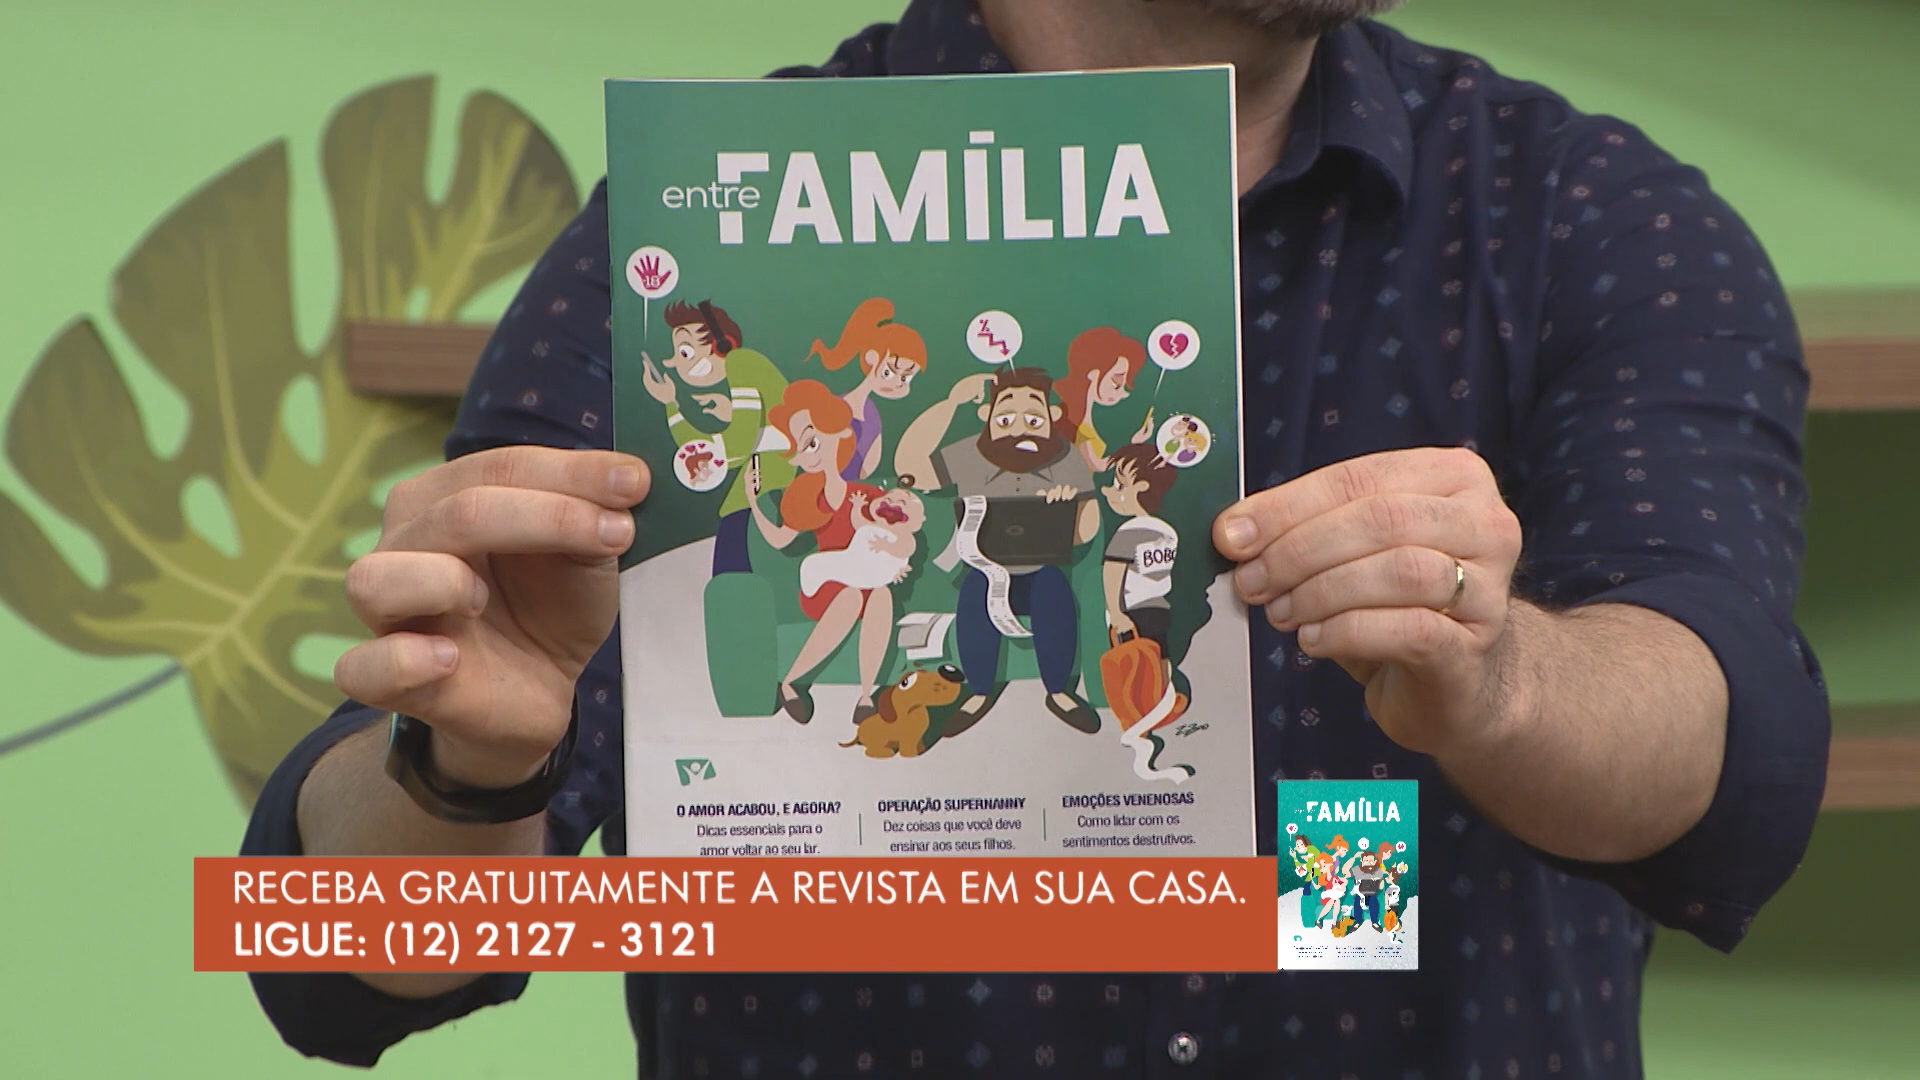 entre FAMÍLIA
18
%
BOBO
O AMOR ACABOU, E AGORA?
Dicas essenciais para o
amor voltar ao seu lar.
OPERAÇÃO SUPERNANNY
Dez coisas que você deve
ensinar aos seus filhos.
EMOÇÕES VENENOSAS
Como lidar com os
sentimentos destrutivos.
RECEBA GRATUITAMENTE A REVISTA EM SUA CASA.
LIGUE: (12) 2127 - 3121
FAMÍLIA